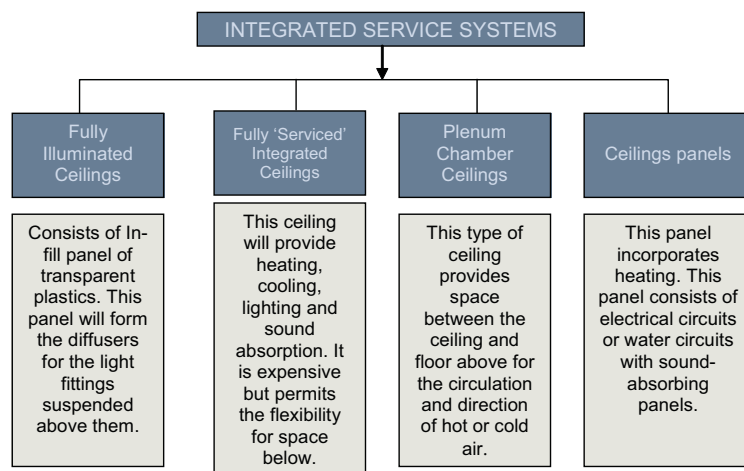 INTEGRATED SERVICE SYSTEMS
Fully
Illuminated
Ceilings
Consists of In-
fill panel of
transparent
plastics. This
panel will form
the diffusers
for the light
fittings
suspended
above them.
Fully ‘Serviced’
Integrated
Ceilings
This ceiling
will provide
heating,
cooling,
lighting and
sound
absorption. It
is expensive
but permits
the flexibility
for space
below.
Plenum
Chamber
Ceilings
This type of
ceiling
provides
space
between the
ceiling and
floor above for
the circulation
and direction
of hot or cold
air.
Ceilings panels
This panel
incorporates
heating. This
panel consists of
electrical circuits
or water circuits
with sound-
absorbing
panels.